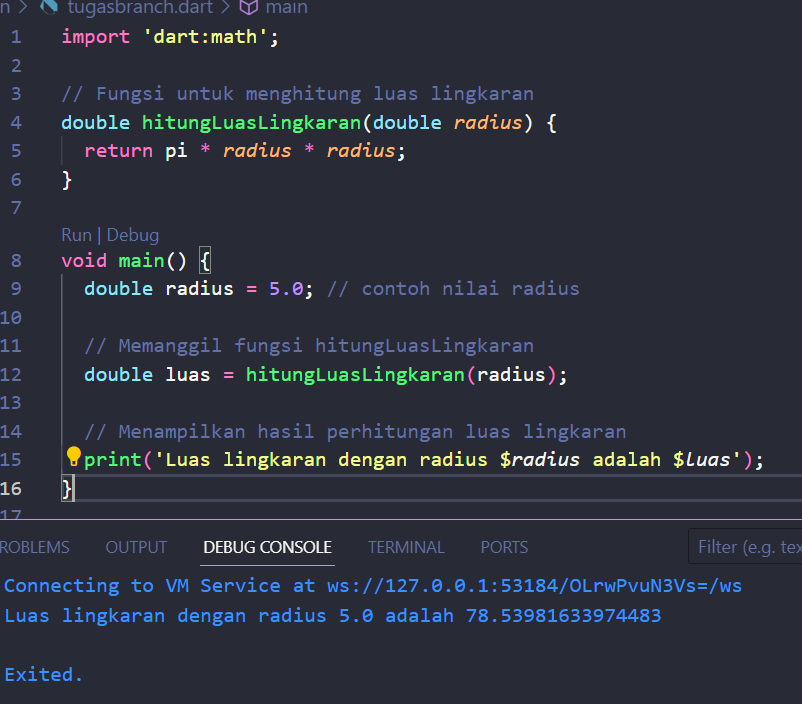 n > tugasbranch.dart > main
1 import 'dart:math';
2
3 // Fungsi untuk menghitung luas lingkaran
4 double hitungLuasLingkaran(double radius) {
5 return pi * radius * radius;
6 }
7
Run | Debug
8 void main() {
9 double radius = 5.0; // contoh nilai radius
10
11 // Memanggil fungsi hitungLuasLingkaran
12 double luas = hitungLuasLingkaran(radius);
13
14 // Menampilkan hasil perhitungan luas lingkaran
15 print('Luas lingkaran dengan radius $radius adalah $luas');
16 }
17
ROBLEMS OUTPUT DEBUG CONSOLE TERMINAL PORTS Filter (e.g. tex
Connecting to VM Service at ws://127.0.0.1:53184/OLrwPvuN3Vs=/ws
Luas lingkaran dengan radius 5.0 adalah 78.53981633974483
Exited.